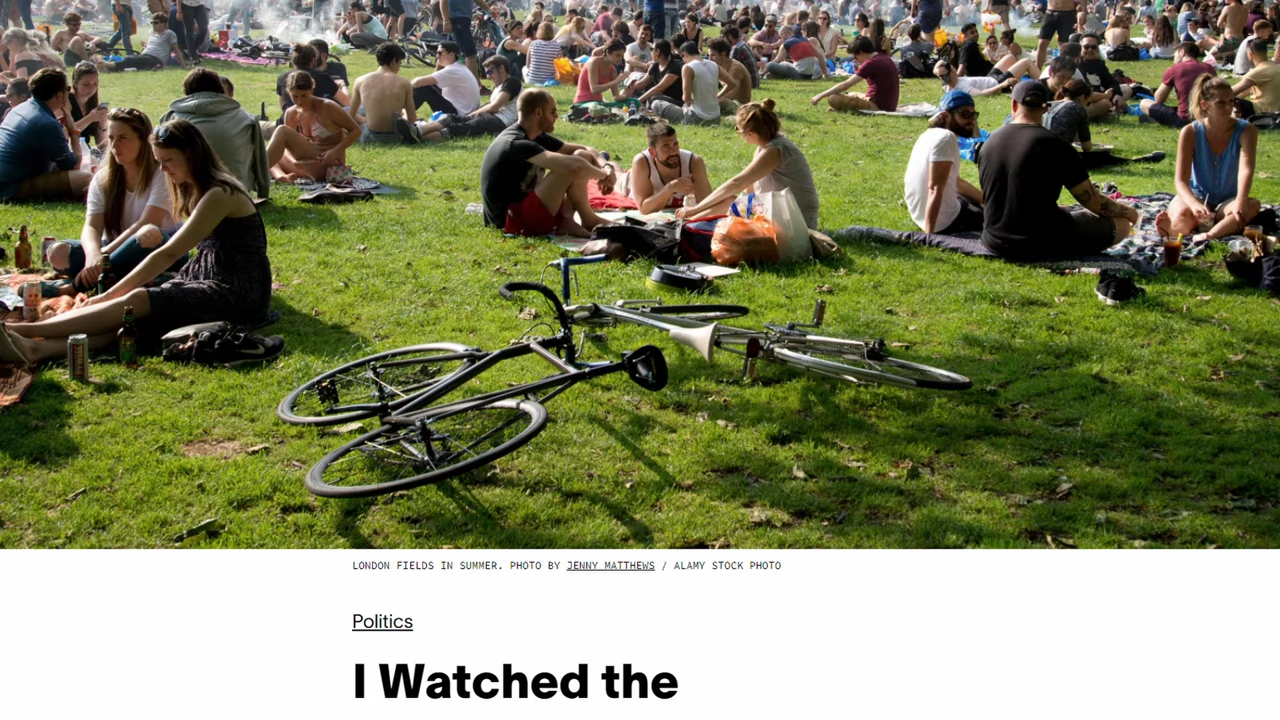 LONDON FIELDS IN SUMMER. PHOTO BY JENNY MATTHEWS / ALAMY STOCK PHOTO
Politics
I Watched the